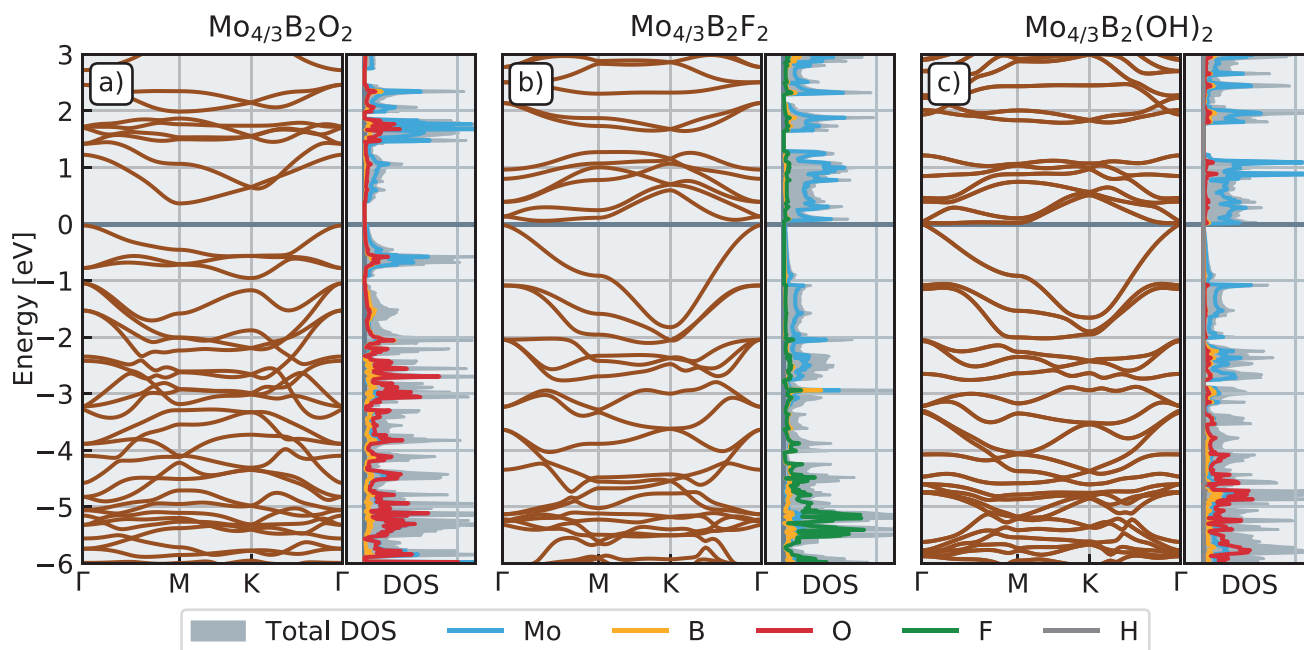 Mo4/3B2O2 Mo4/3B2F2 Mo4/3B2(OH)2
a) b) c)
Energy [eV]
3
2
1
0
−1
−2
−3
−4
−5
−6
Γ M K Γ DOS Γ M K Γ DOS Γ M K Γ DOS
Total DOS Mo B O F H